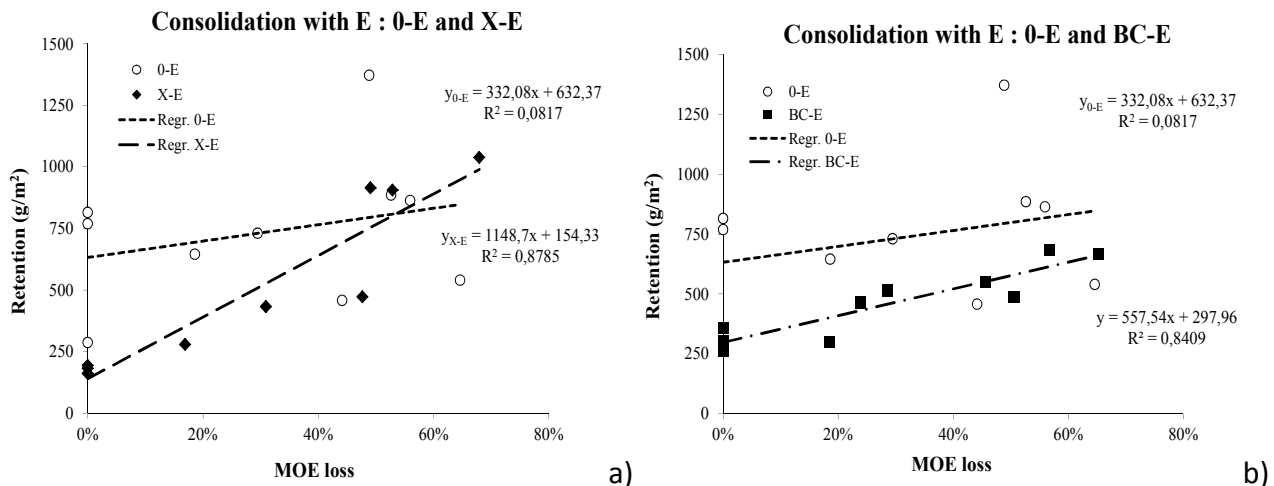 Consolidation with E : 0-E and X-E
1500
1250
1000
750
500
250
0
Retention (g/m²)
0-E
X-E
Regr. 0-E
Regr. X-E
y0-E = 332,08x + 632,37
R² = 0,0817
yX-E = 1148,7x + 154,33
R² = 0,8785
0% 20% 40% 60% 80%
MOE loss
a)
Consolidation with E : 0-E and BC-E
1500
1250
1000
750
500
250
0
Retention (g/m²)
0-E
BC-E
Regr. 0-E
Regr. BC-E
y0-E = 332,08x + 632,37
R² = 0,0817
y = 557,54x + 297,96
R² = 0,8409
0% 20% 40% 60% 80%
MOE loss
b)